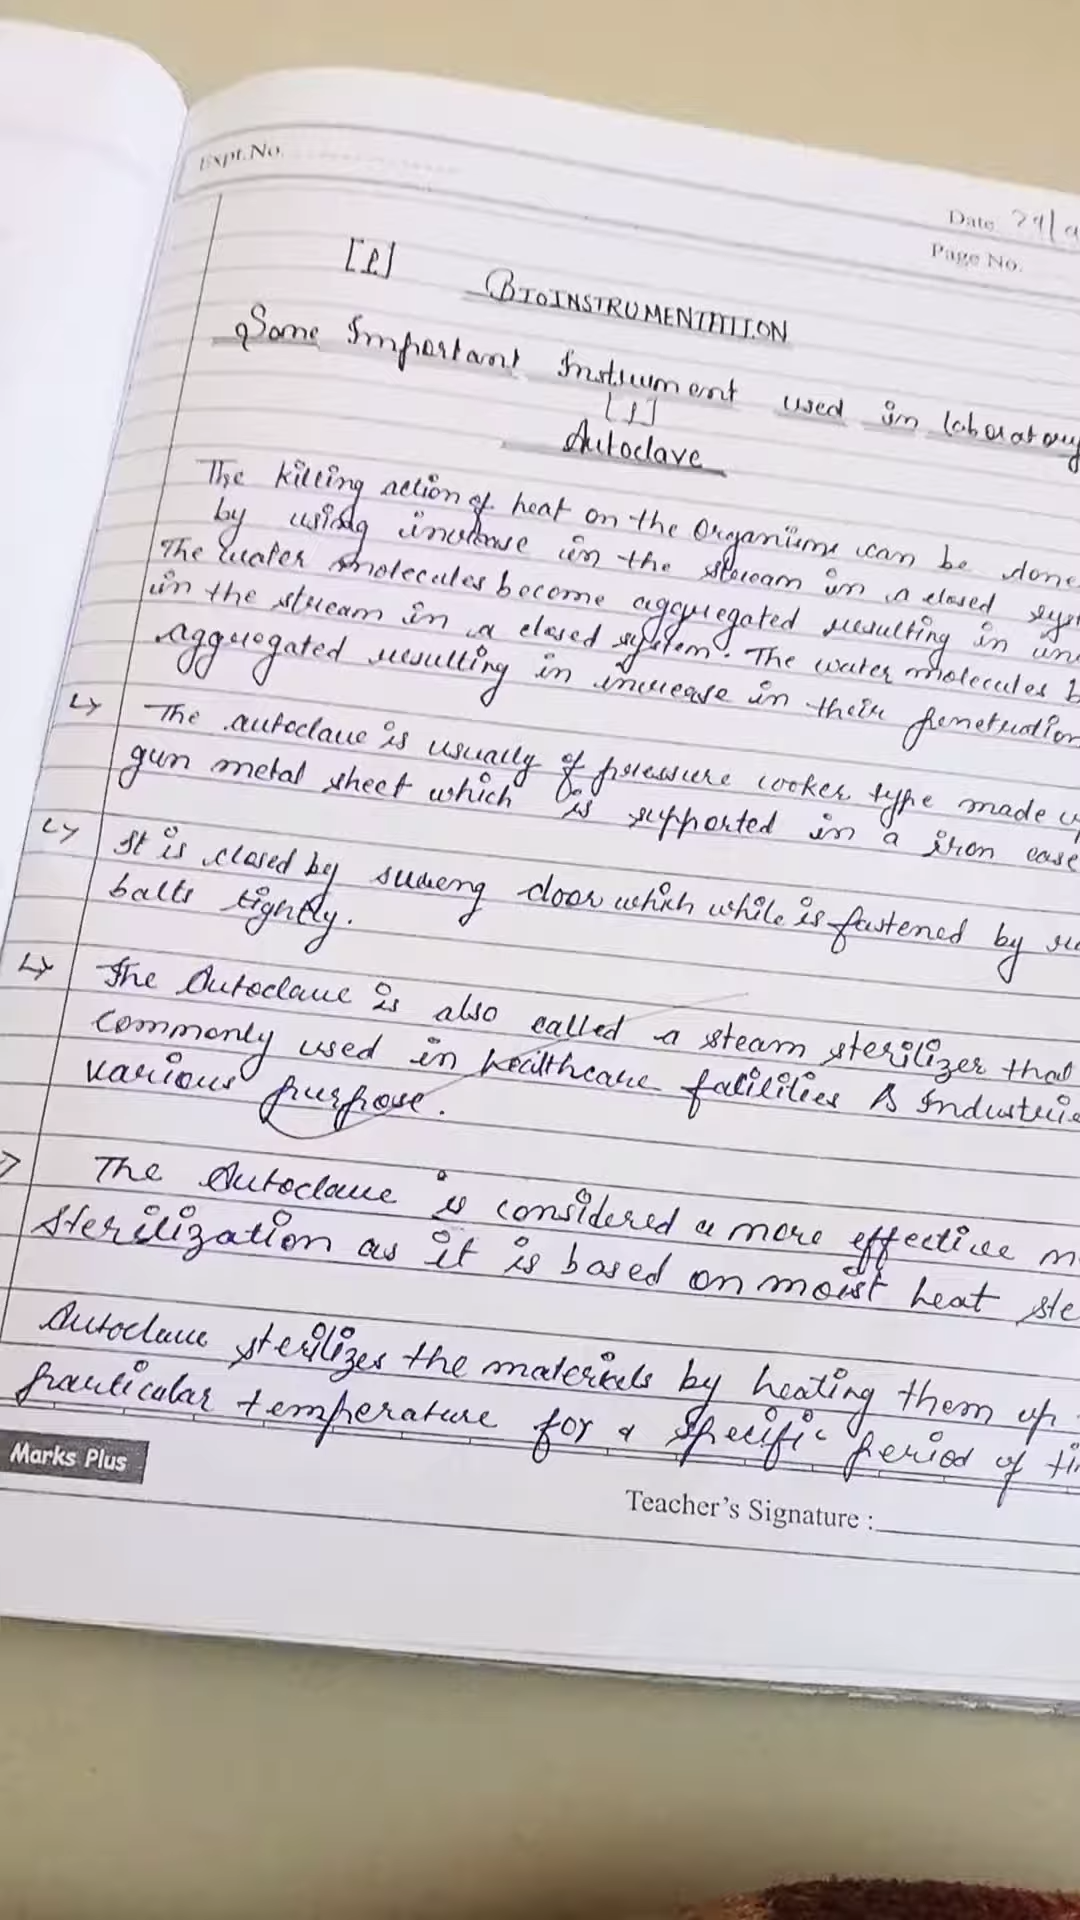 Expt. No.
Date 29/
Page No.
[1] BIOINSTRUMENTATION
Some Important Instrument used in laboratory
[1]
Autoclave
The killing action of heat on the Organisms can be done
by using increase in the stream in a closed syst
The water molecules become aggregated resulting in in
in the stream in a closed system. The water molecules b
Aggregated resulting in increase in their penetration
↳ The autoclave is usually of pressure cooker type made u
gun metal sheet which is supported in a iron case
↳ It is closed by door which while is fastened by
balts tightly.
↳ The Autoclave is also called a steam sterilizer that
commonly used in healthcare facilities & Industrie
various purpose.
The Autoclave is considered a more effective m
sterilization as it is based on moist heat ste
Autoclave sterilizes the materials by heating them up
particular temperature for a specific period of ti
Marks Plus
Teacher's Signature :